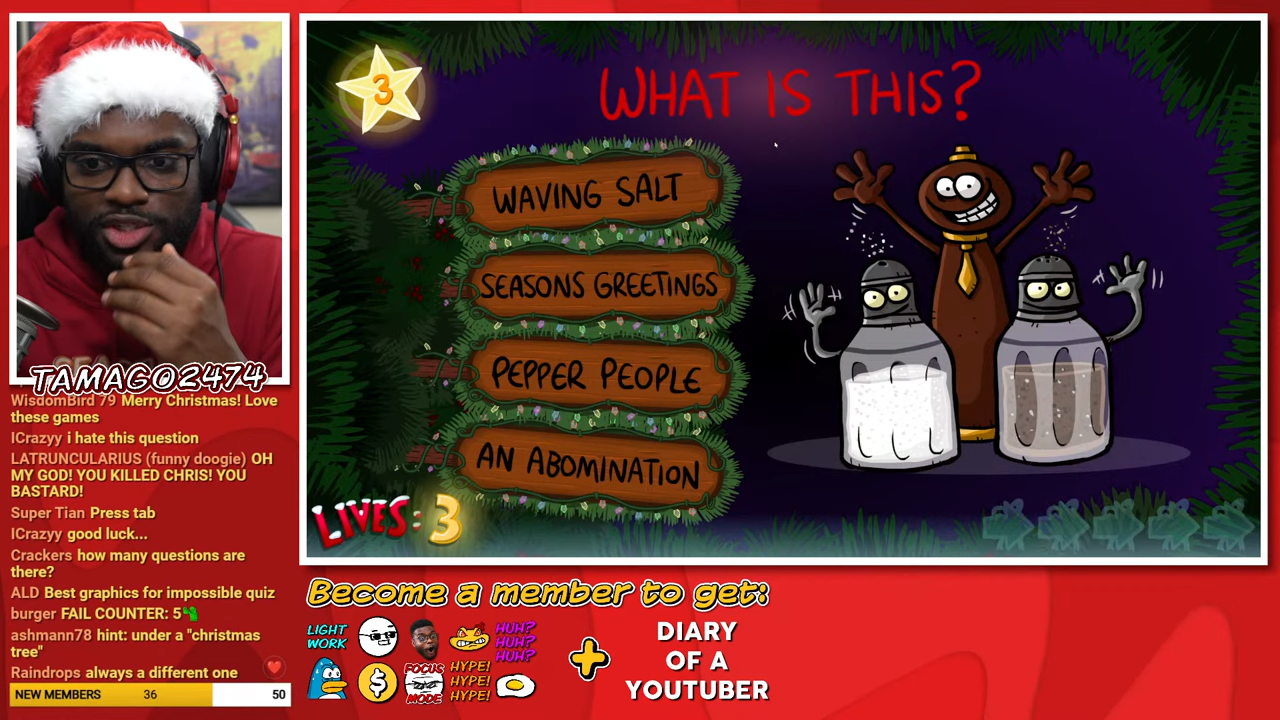 3
WHAT IS THIS?
WAVING SALT
SEASONS GREETINGS
PEPPER PEOPLE
AN ABOMINATION
LIVES: 3
TAMAGO2474
WisdomBird 79 Merry Christmas! Love
these games
ICrazyy i hate this question
LATRUNCULARIUS (funny doogie) OH
MY GOD! YOU KILLED CHRIS! YOU
BASTARD!
Super Tian Press tab
ICrazyy good luck...
Crackers how many questions are
there?
ALD Best graphics for impossible quiz
burger FAIL COUNTER: 5
ashmann78 hint: under a "christmas
tree"
Raindrops always a different one
NEW MEMBERS 36 50
Become a member to get:
LIGHT
WORK
HUH?
HUH?
HUH?
FOCUS
MODE
HYPE!
HYPE!
HYPE!
DIARY
OF A
YOUTUBER